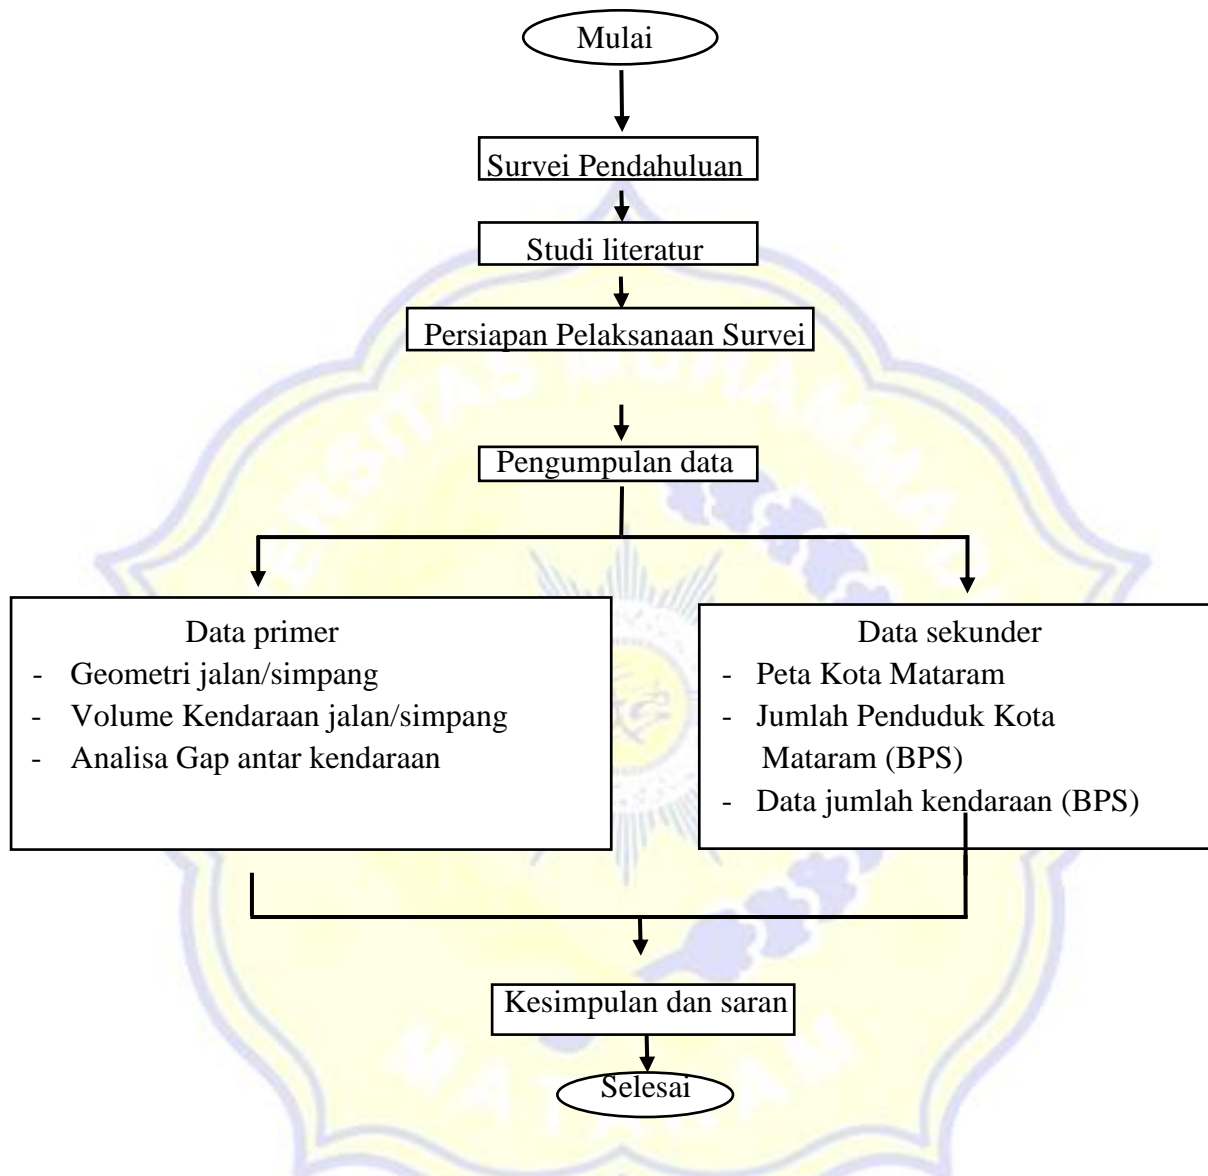 Mulai
Survei Pendahuluan
Studi literatur
Persiapan Pelaksanaan Survei
Pengumpulan data
Data primer
- Geometri jalan/simpang
- Volume Kendaraan jalan/simpang
- Analisa Gap antar kendaraan
Data sekunder
- Peta Kota Mataram
- Jumlah Penduduk Kota
Mataram (BPS)
- Data jumlah kendaraan (BPS)
Kesimpulan dan saran
Selesai
MATARAM